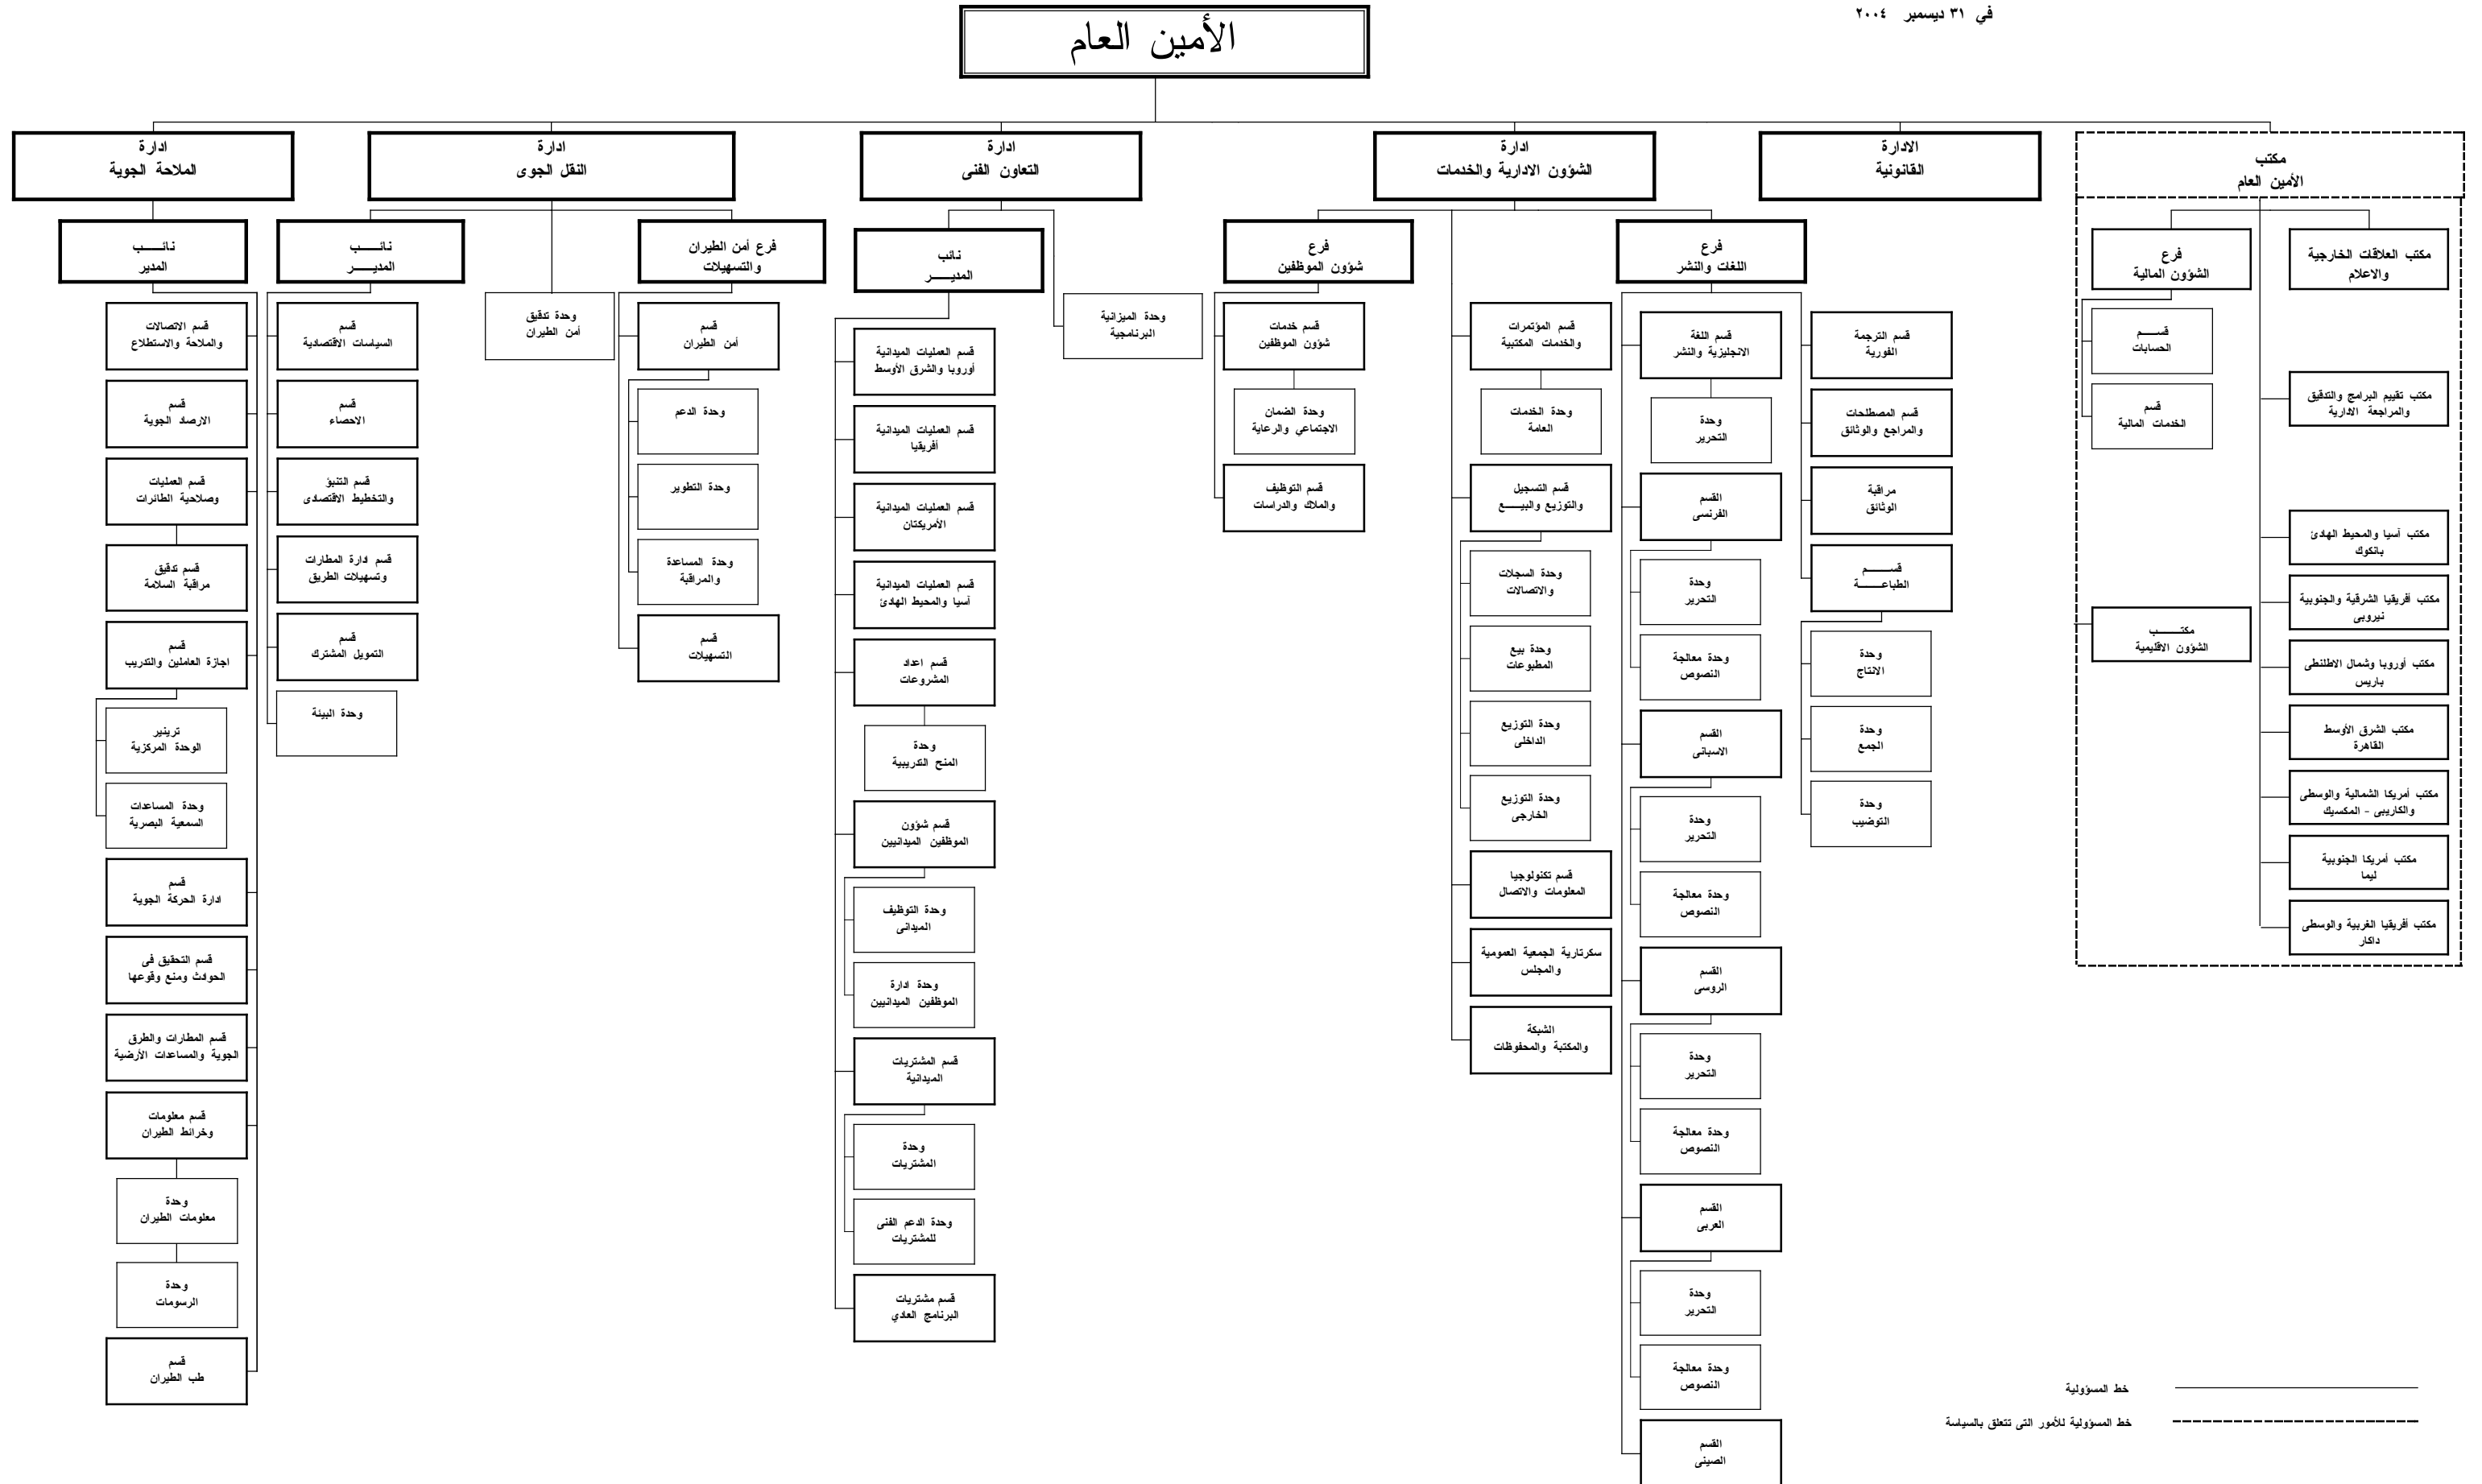 في ٣١ ديسمبر ٢٠٠٤
الأمين العام
مكتب
الأمين العام
مكتب العلاقات الخارجية
والاعلام
مكتب تقييم البرامج والتدقيق
والمراجعة الادارية
مكتب آسيا والمحيط الهادئ
بانكوك
مكتب أفريقيا الشرقية والجنوبية
نيروبى
مكتب أوروبا وشمال الاطلنطى
باريس
مكتب الشرق الأوسط
القاهرة
مكتب أمريكا الشمالية والوسطى
والكاريبى - المكسيك
مكتب أمريكا الجنوبية
ليما
مكتب أفريقيا الغربية والوسطى
داكار
فرع
الشؤون المالية
قســـم
الحسابات
قسم
الخدمات المالية
مكتـــــب
الشؤون الاقليمية
الادارة
القانونية
ادارة
الشؤون الادارية والخدمات
فرع
اللغات والنشر
قسم الترجمة
الفورية
قسم المصطلحات
والمراجع والوثائق
مراقبة
الوثائق
قســـــم
الطباعـــــة
وحدة
الانتاج
وحدة
الجمع
وحدة
التوضيب
قسم اللغة
الانجليزية والنشر
وحدة
التحرير
القسم
الفرنسى
وحدة
التحرير
وحدة معالجة
النصوص
القسم
الاسبانى
وحدة
التحرير
وحدة معالجة
النصوص
القسم
الروسى
وحدة
التحرير
وحدة معالجة
النصوص
القسم
العربى
وحدة
التحرير
وحدة معالجة
النصوص
القسم
الصينى
قسم المؤتمرات
والخدمات المكتبية
وحدة الخدمات
العامة
قسم التسجيل
والتوزيع والبيــــع
وحدة السجلات
والاتصالات
وحدة بيع
المطبوعات
وحدة التوزيع
الداخلى
وحدة التوزيع
الخارجى
قسم تكنولوجيا
المعلومات والاتصال
سكرتارية الجمعية العمومية
والمجلس
الشبكة
والمكتبة والمحفوظات
فرع
شؤون الموظفين
قسم خدمات
شؤون الموظفين
وحدة الضمان
الاجتماعي والرعاية
قسم التوظيف
والملاك والدراسات
ادارة
التعاون الفنى
وحدة الميزانية
البرنامجية
نائب
المديــــر
قسم العمليات الميدانية
أوروبا والشرق الأوسط
قسم العمليات الميدانية
أفريقيا
قسم العمليات الميدانية
الأمريكتان
قسم العمليات الميدانية
آسيا والمحيط الهادئ
قسم اعداد
المشروعات
وحدة
المنح التدريبية
قسم شؤون
الموظفين الميدانيين
وحدة التوظيف
الميدانى
وحدة ادارة
الموظفين الميدانيين
قسم المشتريات
الميدانية
وحدة
المشتريات
وحدة الدعم الفنى
للمشتريات
قسم مشتريات
البرنامج العادي
ادارة
النقل الجوى
فرع أمن الطيران
والتسهيلات
قسم
أمن الطيران
وحدة الدعم
وحدة التطوير
وحدة المساعدة
والمراقبة
قسم
التسهيلات
وحدة تدقيق
أمن الطيران
نائــــب
المديــــر
قسم
السياسات الاقتصادية
قسم
الاحصاء
قسم التنبؤ
والتخطيط الاقتصادى
قسم ادارة المطارات
وتسهيلات الطريق
قسم
التمويل المشترك
وحدة البيئة
ادارة
الملاحة الجوية
نائــــب
المدير
قسم الاتصالات
والملاحة والاستطلاع
قسم
الارصاد الجوية
قسم العمليات
وصلاحية الطائرات
قسم تدقيق
مراقبة السلامة
قسم
اجازة العاملين والتدريب
ترينير
الوحدة المركزية
وحدة المساعدات
السمعية البصرية
قسم
ادارة الحركة الجوية
قسم التحقيق فى
الحوادث ومنع وقوعها
قسم المطارات والطرق
الجوية والمساعدات الأرضية
قسم معلومات
وخرائط الطيران
وحدة
معلومات الطيران
وحدة
الرسومات
قسم
طب الطيران
خط المسؤولية
خط المسؤولية للأمور التى تتعلق بالسياسة